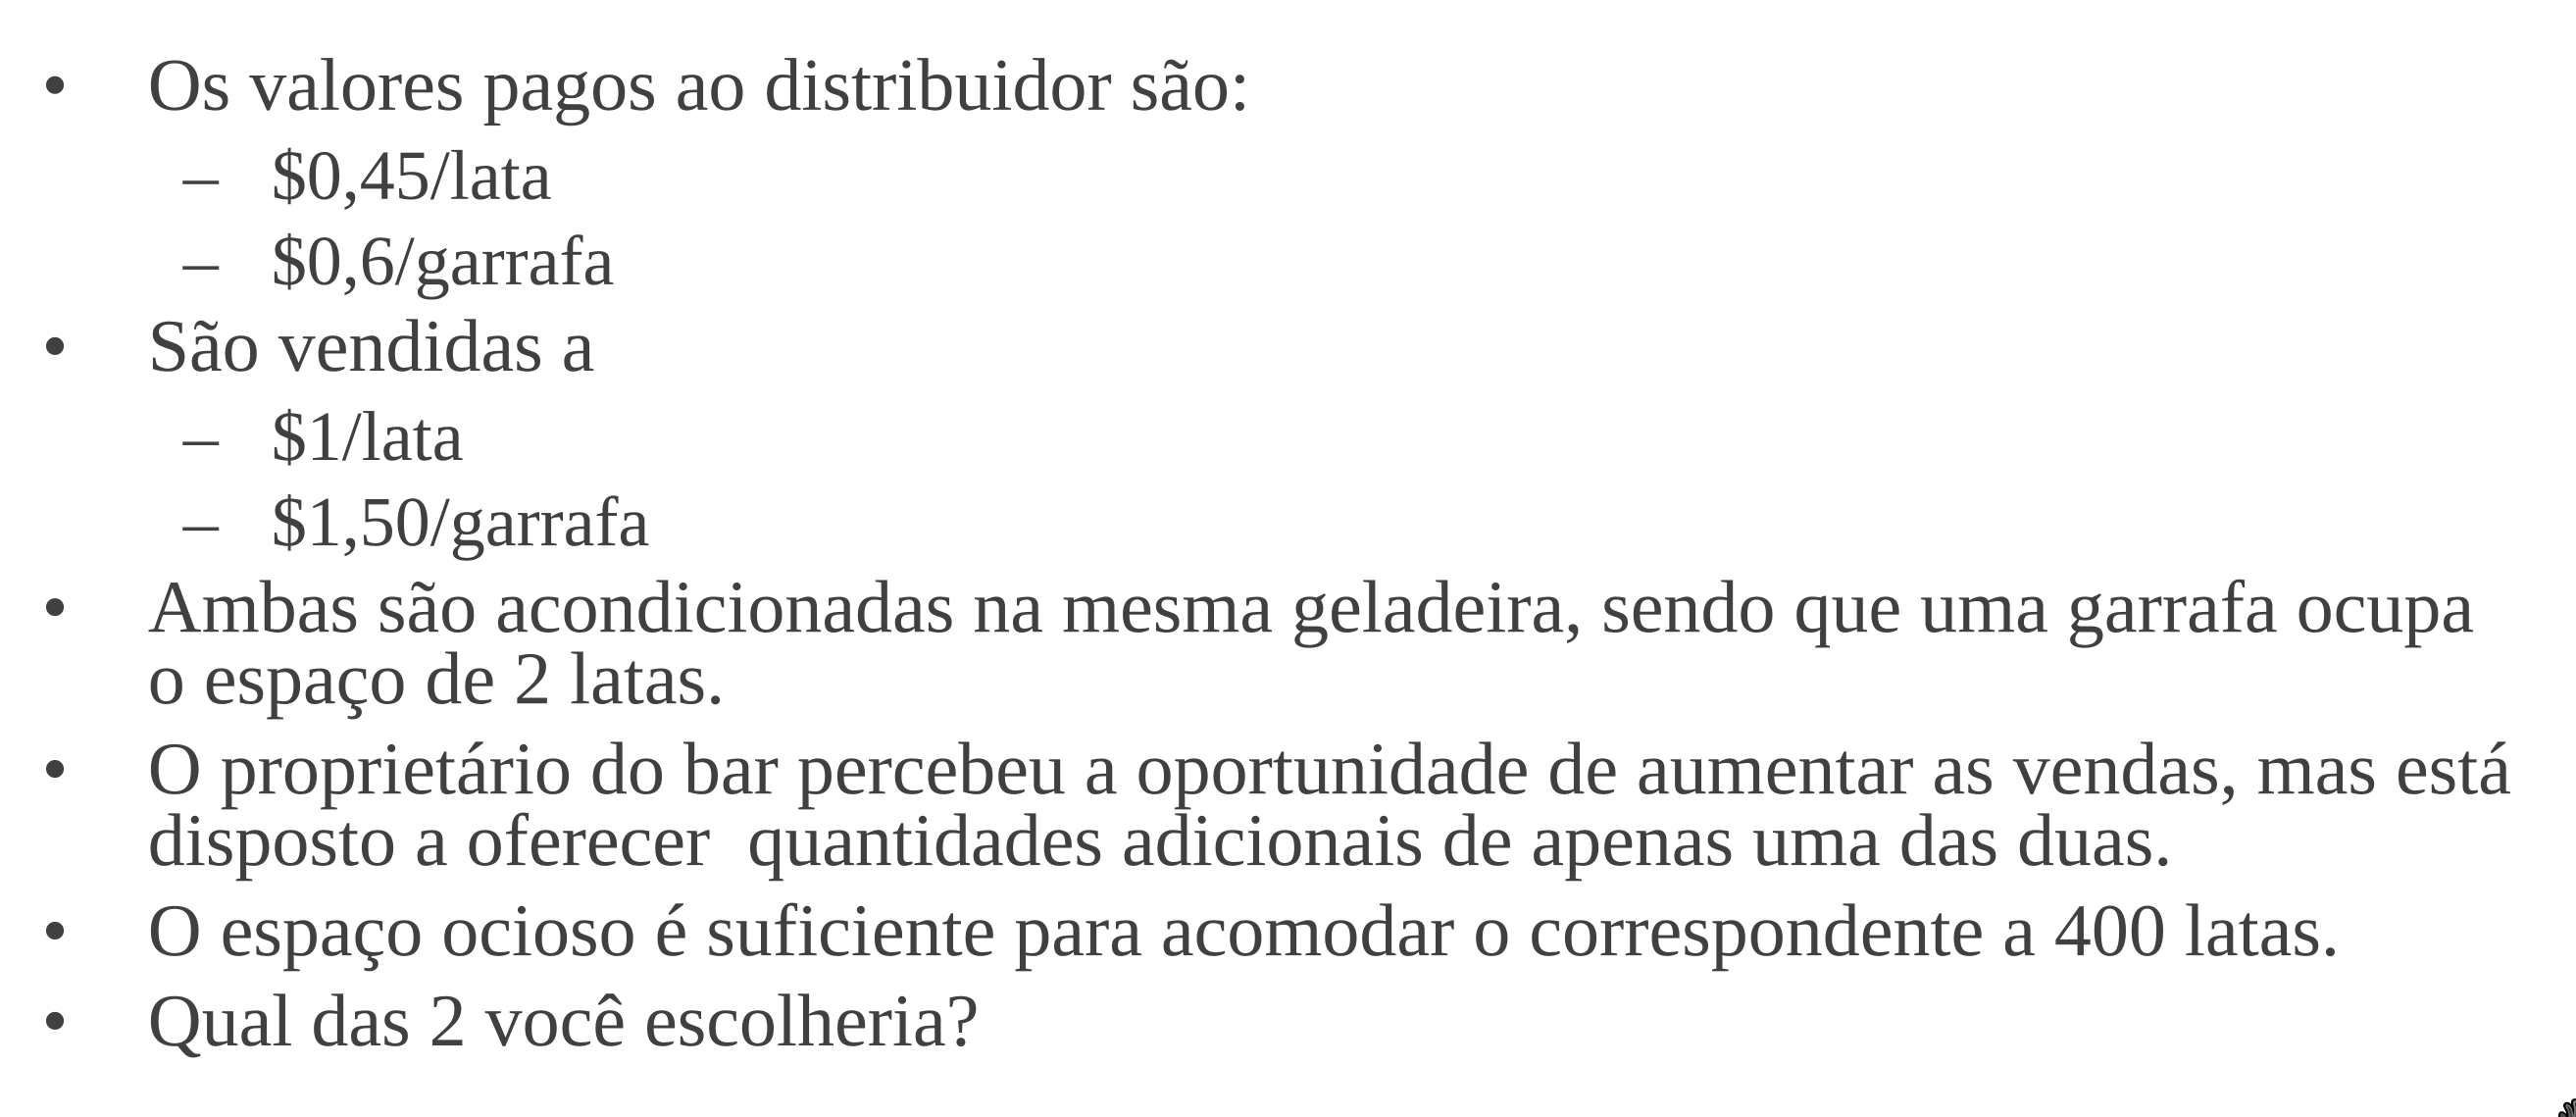 • Os valores pagos ao distribuidor são:
– $0,45/lata
– $0,6/garrafa
• São vendidas a
– $1/lata
– $1,50/garrafa
• Ambas são acondicionadas na mesma geladeira, sendo que uma garrafa ocupa
o espaço de 2 latas.
• O proprietário do bar percebeu a oportunidade de aumentar as vendas, mas está
disposto a oferecer  quantidades adicionais de apenas uma das duas.
• O espaço ocioso é suficiente para acomodar o correspondente a 400 latas.
• Qual das 2 você escolheria?